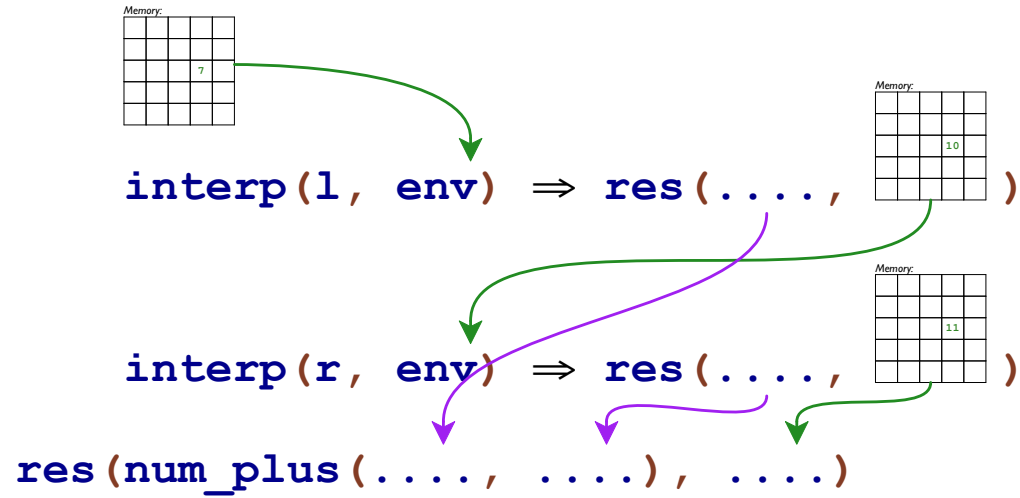 Memory:
7
Memory:
10
interp(l, env) ⇒ res(...., )
Memory:
11
interp(r, env) ⇒ res(...., )
res(num_plus(...., ....), ....)